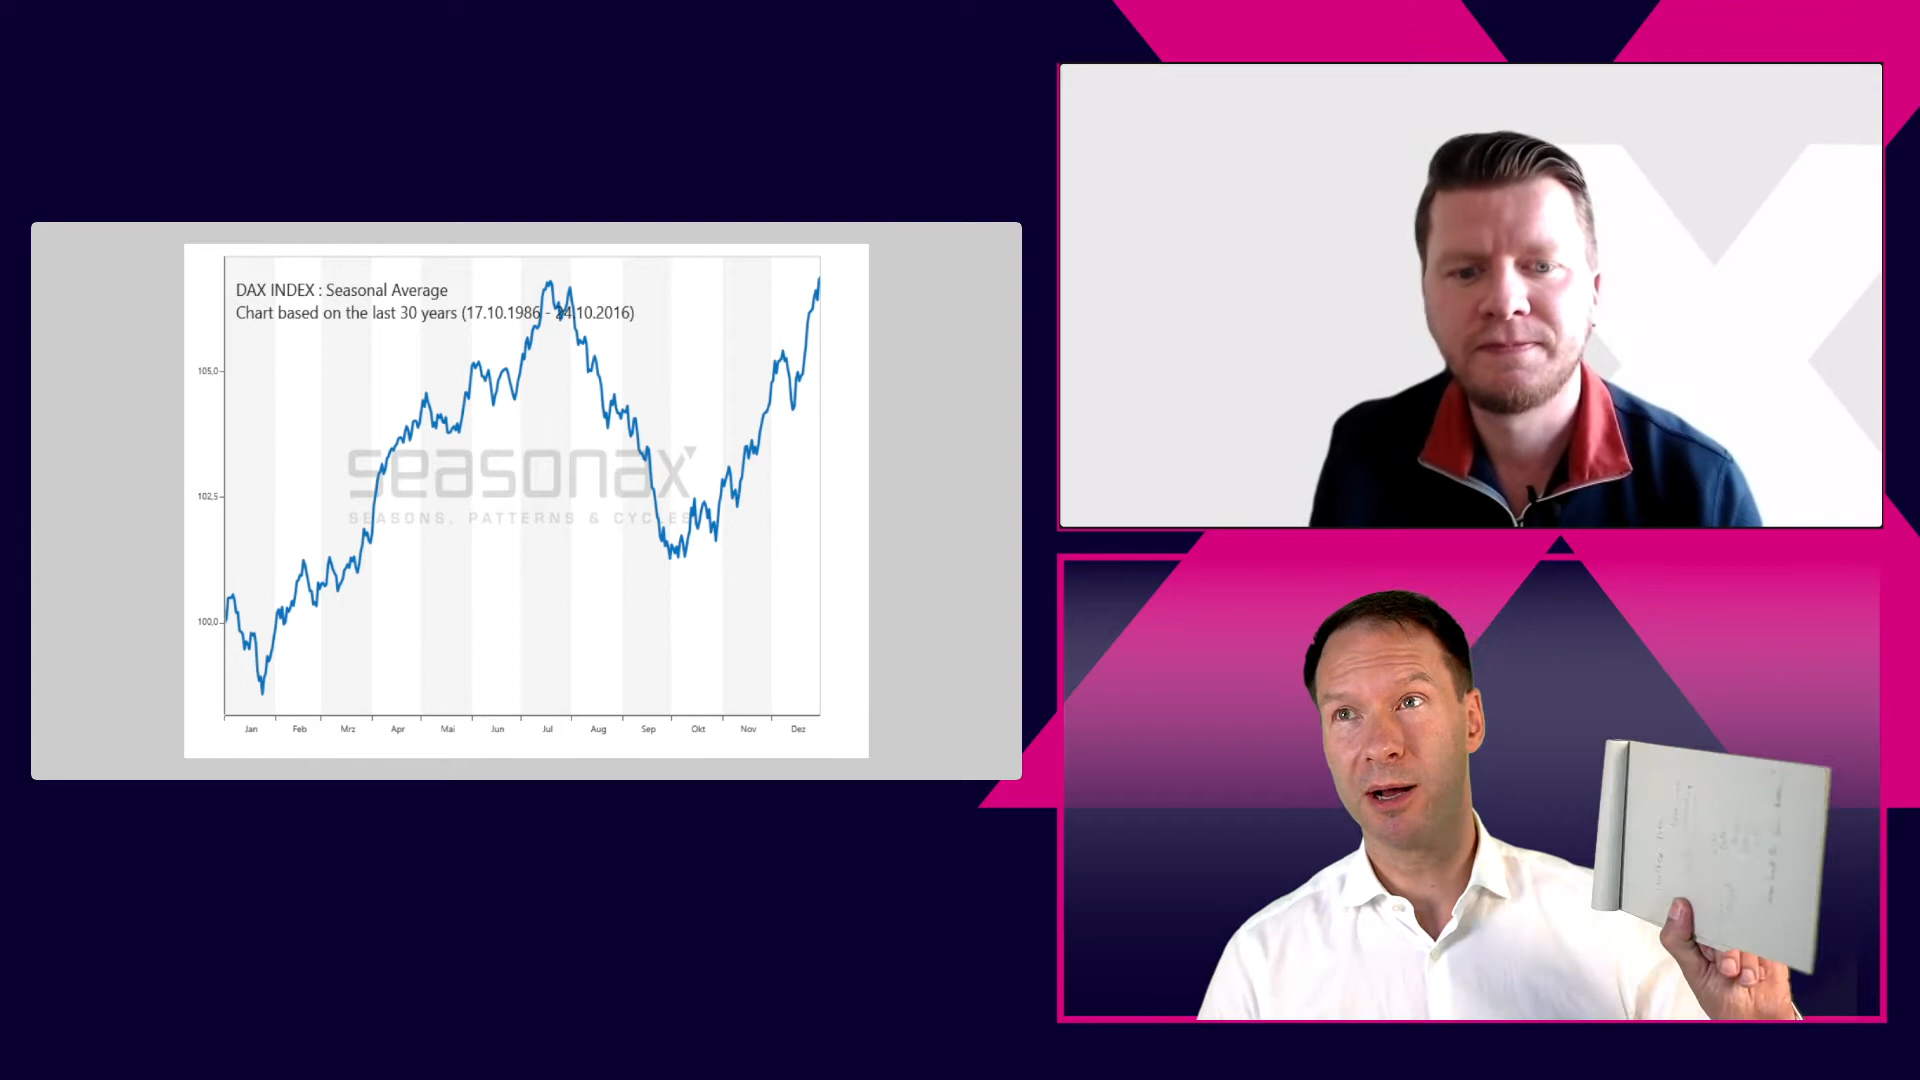 DAX INDEX : Seasonal Average
Chart based on the last 30 years (17.10.1986 - 24.10.2016)
105,0
seasonax
102,5
SEASONS, PATTERNS & CYCLES
100,0
Jan Feb Mrz Apr Mai Jun Jul Aug Sep Okt Nov Dez